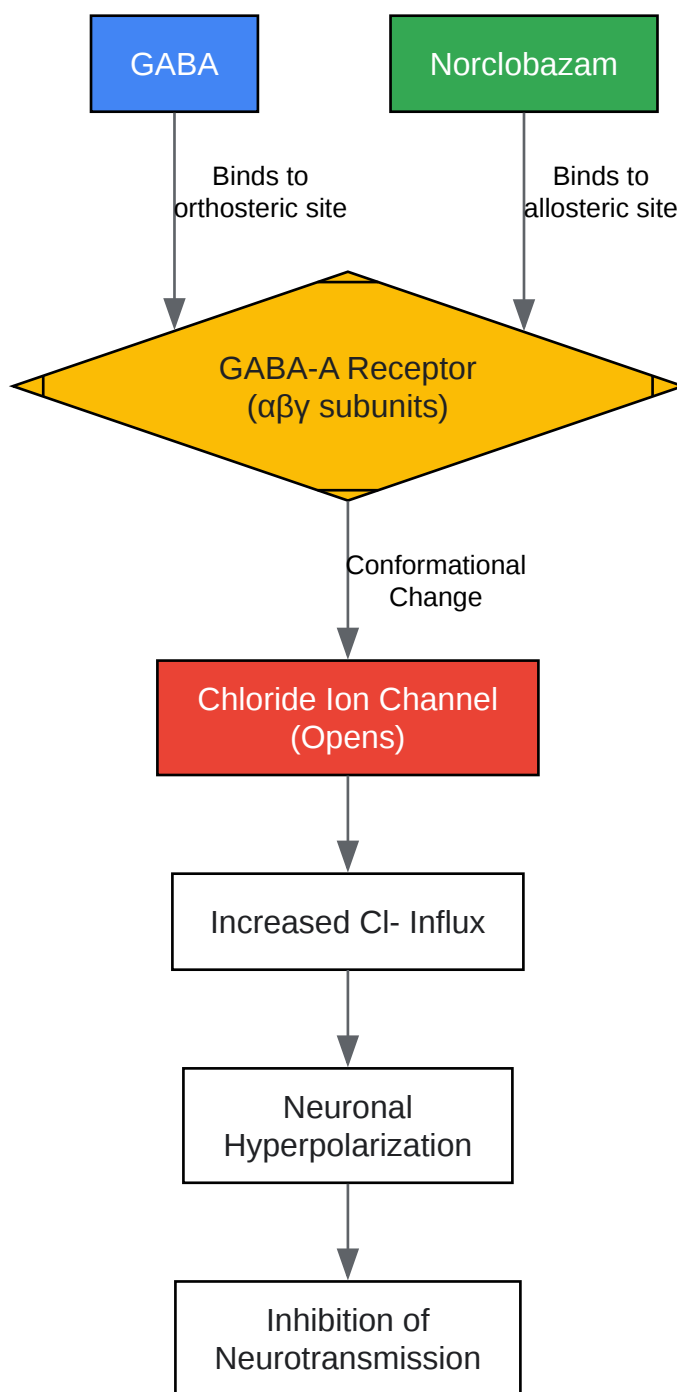 GABA
Norclobazam
Binds to
orthosteric site
Binds to
allosteric site
GABA-A Receptor
(αβγ subunits)
Conformational
Change
Chloride Ion Channel
(Opens)
Increased Cl- Influx
Neuronal
Hyperpolarization
Inhibition of
Neurotransmission